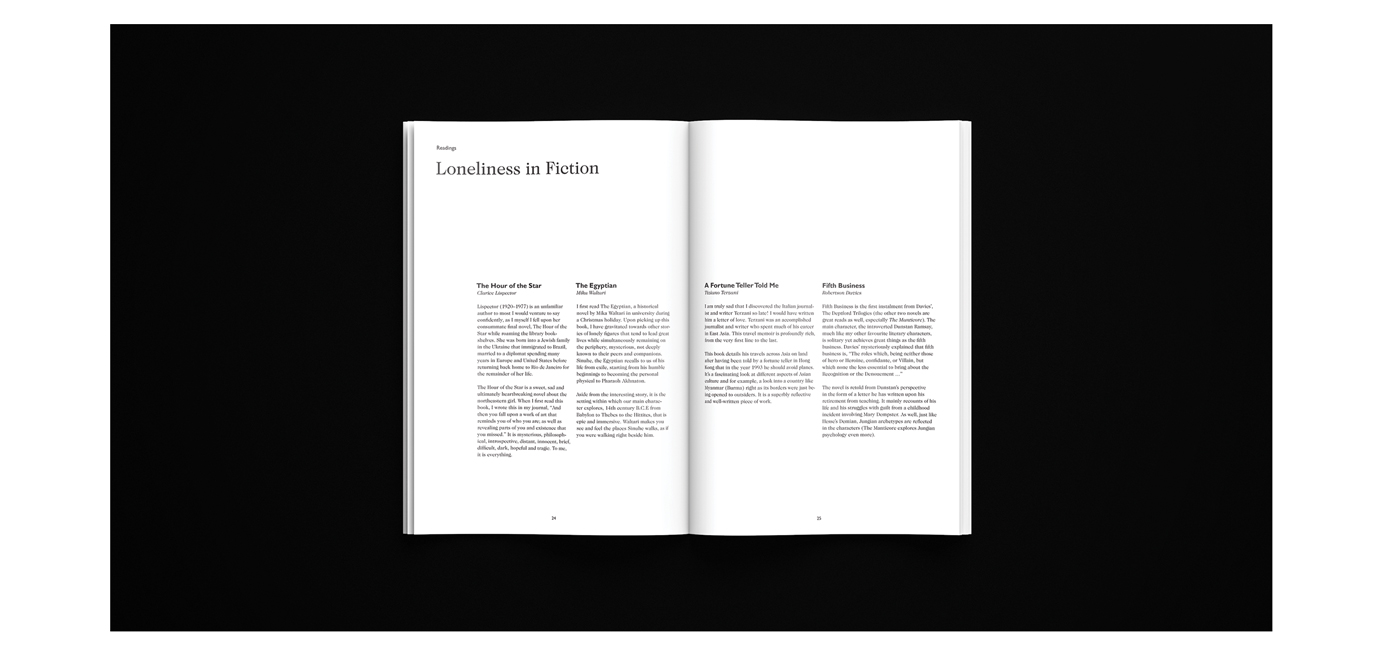 Readings
Loneliness in Fiction
The Hour of the Star
Clarice Lispector
Lispector (1920-1977) is an unfamiliar
author to most I would venture to say
confidently, as I myself I fell upon her
consummate final novel, The Hour of the
Star while roaming the library book-
shelves. She was born into a Jewish family
in the Ukraine that immigrated to Brazil,
married to a diplomat spending many
years in Europe and United States before
returning back home to Rio de Janeiro for
the remainder of her life.
The Hour of the Star is a sweet, sad and
ultimately heartbreaking novel about the
northeastern girl. When I first read this
book, I wrote this in my journal, "And
then you fall upon a work of art that
reminds you of who you are, as well as
revealing parts of you and existence that
you missed." It is mysterious, philosoph-
ical, introspective, distant, innocent, brief,
difficult, dark, hopeful and tragic. To me,
it is everything.
The Egyptian
Mika Waltari
I first read The Egyptian, a historical
novel by Mika Waltari in university during
a Christmas holiday. Upon picking up this
book, I have gravitated towards other stor-
ies of lonely figures that tend to lead great
lives while simultaneously remaining on
the periphery, mysterious, not deeply
known to their peers and companions.
Sinuhe, the Egyptian recalls to us of his
life from exile, starting from his humble
beginnings to becoming the personal
physical to Pharaoh Akhnaton.
Aside from the interesting story, it is the
setting within which our main charac-
ter explores, 14th century B.C.E from
Babylon to Thebes to the Hittites, that is
epic and immersive. Waltari makes you
see and feel the places Sinuhe walks, as if
you were walking right beside him.
34
A Fortune Teller Told Me
Tiziano Terzani
I am truly sad that I discovered the Italian journal-
ist and writer Terzani so late! I would have written
him a letter of love. Terzani was an accomplished
journalist and writer who spent much of his career
in East Asia. This travel memoir is profoundly rich,
from the very first line to the last.
This book details his travels across Asia on land
after having been told by a fortune teller in Hong
Kong that in the year 1993 he should avoid planes.
It's a fascinating look at different aspects of Asian
culture and for example, a look into a country like
Myanmar (Burma) right as its borders were just be-
ing opened to outsiders. It is a superbly reflective
and well-written piece of work.
Fifth Business
Robertson Davies
Fifth Business is the first instalment from Davies',
The Deptford Trilogies (the other two novels are
great reads as well, especially The Manticore). The
main character, the introverted Dunstan Ramsay,
much like my other favourite literary characters,
is solitary yet achieves great things as the fifth
business. Davies' mysteriously explained that fifth
business is, "The roles which, being neither those
of hero or Heroine, confidante, or Villain, but
which none the less essential to bring about the
Recognition or the Denouement ..."
The novel is retold from Dunstan's perspective
in the form of a letter he has written upon his
retirement from teaching. It mainly recounts of his
life and his struggles with guilt from a childhood
incident involving Mary Dempster. As well, just like
Hesse's Demian, Jungian archetypes are reflected
in the characters (The Manticore explores Jungian
psychology even more).
35